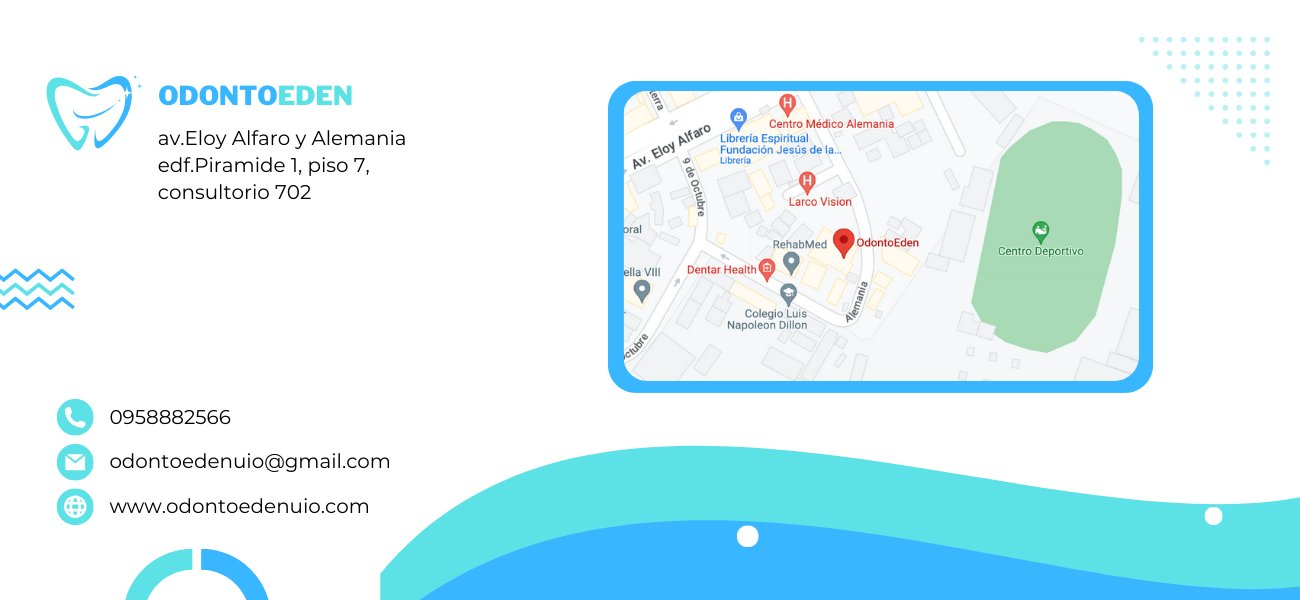 ODONTOEDEN
av.Eloy Alfaro y Alemania
edf.Piramide 1, piso 7,
consultorio 702
0958882566
odontoedenuio@gmail.com
www.odontoedenuio.com
Av. Eloy Alfaro
Centro Médico Alemania
Librería Espiritual
Fundación Jesús de la...
Librería
9 de Octubre
Larco Vision
oral
RehabMed
OdontoEden
Centro Deportivo
ella VIII
Dentar Health
Colegio Luis
Napoleon Dillon
Alemania